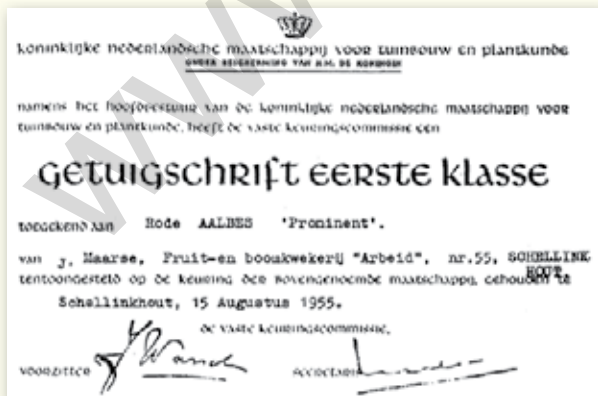 koninklijke nederlandsche maatschappij voor tuinbouw en plantkunde
onder bescherming van h.m. de koningin
namens het hoofdbestuur van de koninklijke nederlandsche maatschappij voor
tuinbouw en plantkunde, heeft de vaste keuringscommissie een
getuigschrift eerste klasse
toegekend aan Rode AALBES 'Prominent'.
van J. Maarse, Fruit-en boomkwekerij "Arbeid", nr.55, SCHELLINK
HOUT.
tentoongesteld op de keuring der bovengenoemde maatschappij, gehouden te
Schellinkhout, 15 Augustus 1955.
de vaste keuringscommissie,
voorzitter secretaris